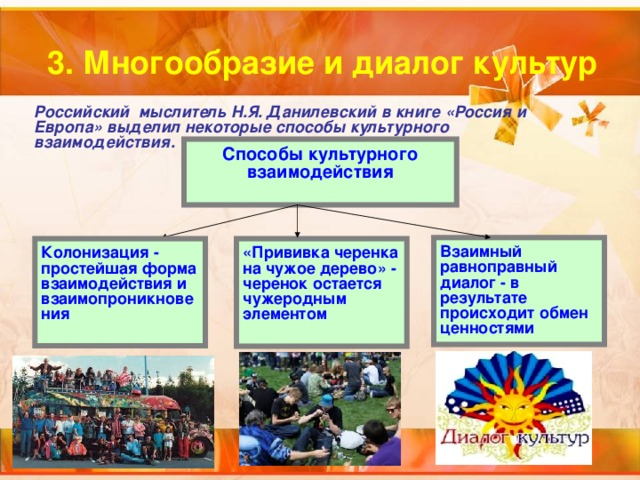 3. Многообразие и диалог культур
Российский мыслитель Н.Я. Данилевский в книге «Россия и
Европа» выделил некоторые способы культурного
взаимодействия.
Способы культурного
взаимодействия
Колонизация -
простейшая форма
взаимодействия и
взаимопроникнове
ния
«Прививка черенка
на чужое дерево» -
черенок остается
чужеродным
элементом
Взаимный
равноправный
диалог - в
результате
происходит обмен
ценностями
Диалог культур